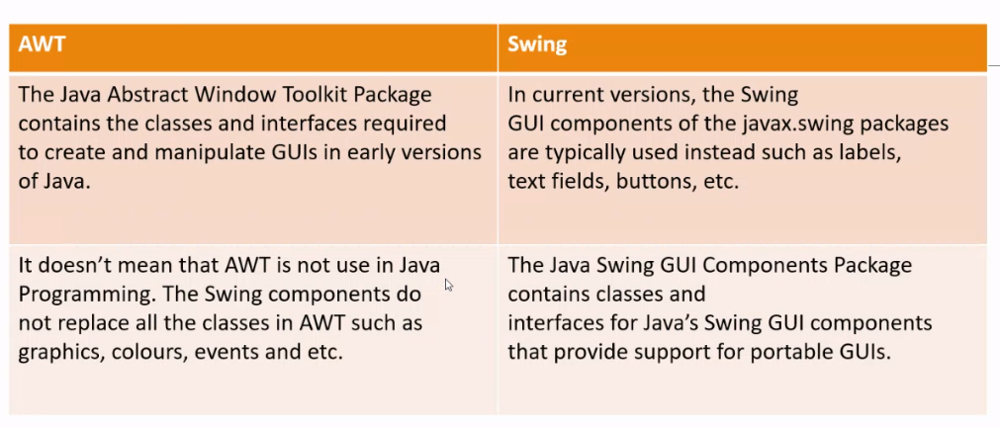 AWT
Swing
The Java Abstract Window Toolkit Package
contains the classes and interfaces required
to create and manipulate GUIs in early versions
of Java.
In current versions, the Swing
GUI components of the javax.swing packages
are typically used instead such as labels,
text fields, buttons, etc.
It doesn’t mean that AWT is not use in Java
Programming. The Swing components do
not replace all the classes in AWT such as
graphics, colours, events and etc.
The Java Swing GUI Components Package
contains classes and
interfaces for Java’s Swing GUI components
that provide support for portable GUIs.